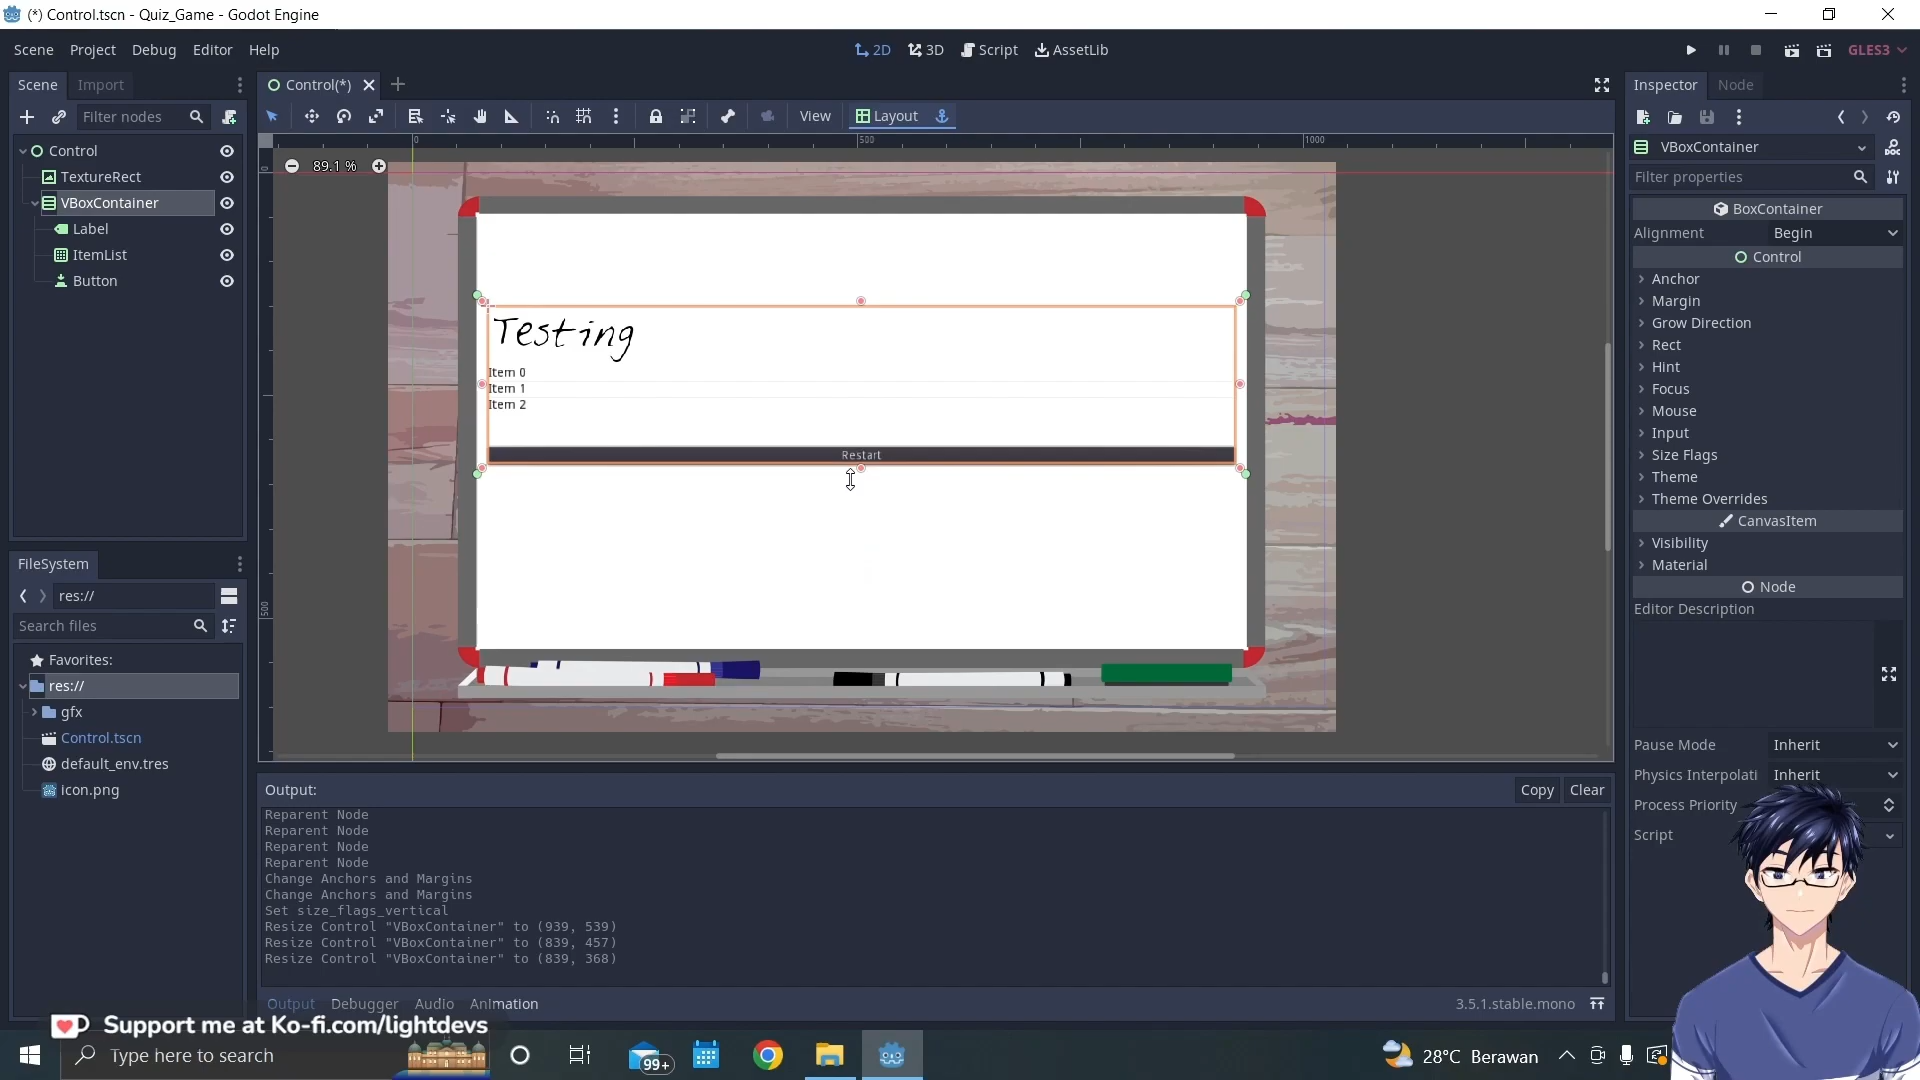 (*) Control.tscn - Quiz_Game - Godot Engine
Scene Project Debug Editor Help
2D 3D Script AssetLib
GLES3
Scene Import
Control(*)
Inspector Node
Filter nodes
View Layout
Control
TextureRect
VBoxContainer
Label
ItemList
Button
0 500 1000
89.1 %
Testing
Item 0
Item 1
Item 2
Restart
500
VBoxContainer
Filter properties
BoxContainer
Alignment Begin
Control
Anchor
Margin
Grow Direction
Rect
Hint
Focus
Mouse
Input
Size Flags
Theme
Theme Overrides
CanvasItem
Visibility
Material
Node
Editor Description
Pause Mode Inherit
Physics Interpolati Inherit
Process Priority
Script
FileSystem
res://
Search files
Favorites:
res://
gfx
Control.tscn
default_env.tres
icon.png
Output: Copy Clear
Reparent Node
Reparent Node
Reparent Node
Reparent Node
Change Anchors and Margins
Change Anchors and Margins
Set size_flags_vertical
Resize Control "VBoxContainer" to (939, 539)
Resize Control "VBoxContainer" to (839, 457)
Resize Control "VBoxContainer" to (839, 368)
Output Debugger Audio Animation
3.5.1.stable.mono
Support me at Ko-fi.com/lightdevs
Type here to search
99+
28°C Berawan